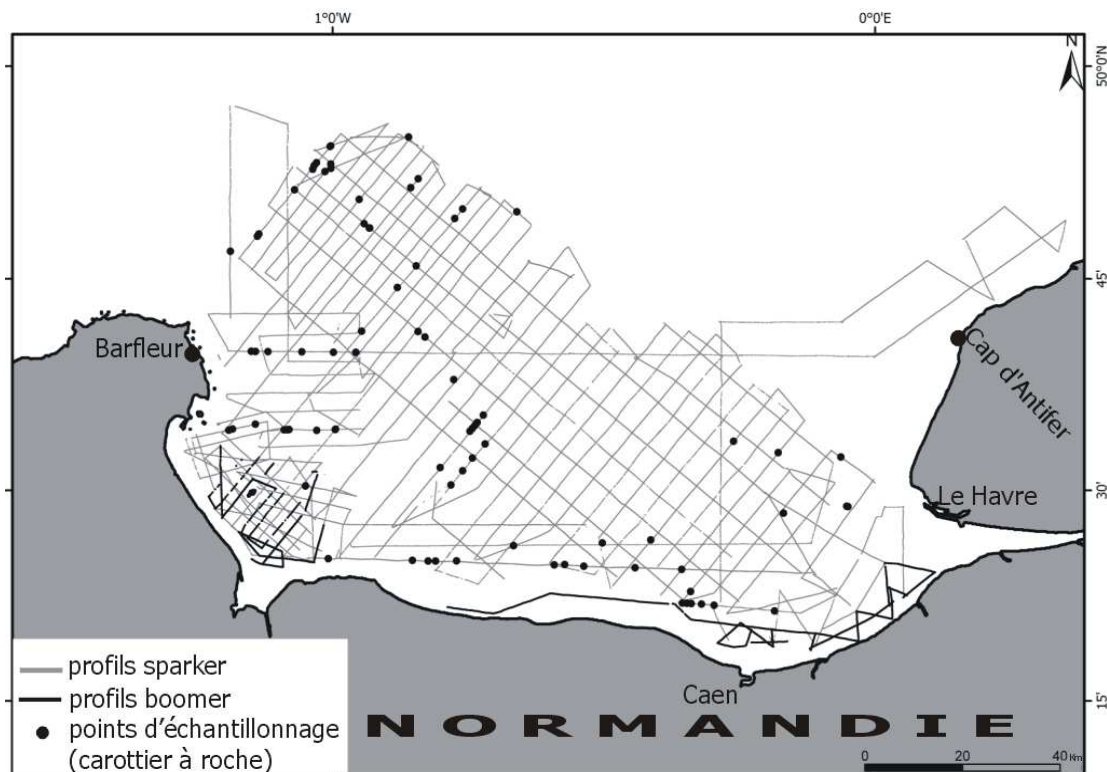 1°0'W 0°0'E
N
50°0'N
45'
Barfleur
Cap d'Antifer
30'
Le Havre
profils sparker
profils boomer
points d'échantillonnage
(carottier à roche)
Caen
15'
NORMANDIE
0 20 40 Km